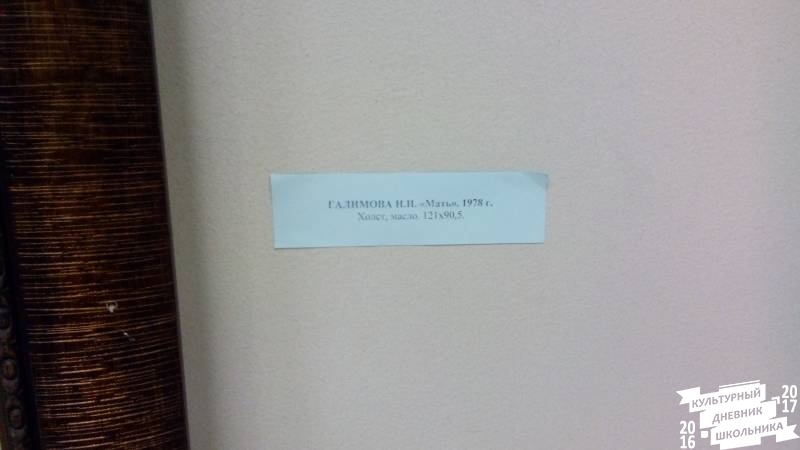 ГАЛИМОВА Н.Н. «Мать». 1978 г.
Холст, масло. 121х90,5.
КУЛЬТУРНЫЙ
ДНЕВНИК
ШКОЛЬНИКА
2016
2017